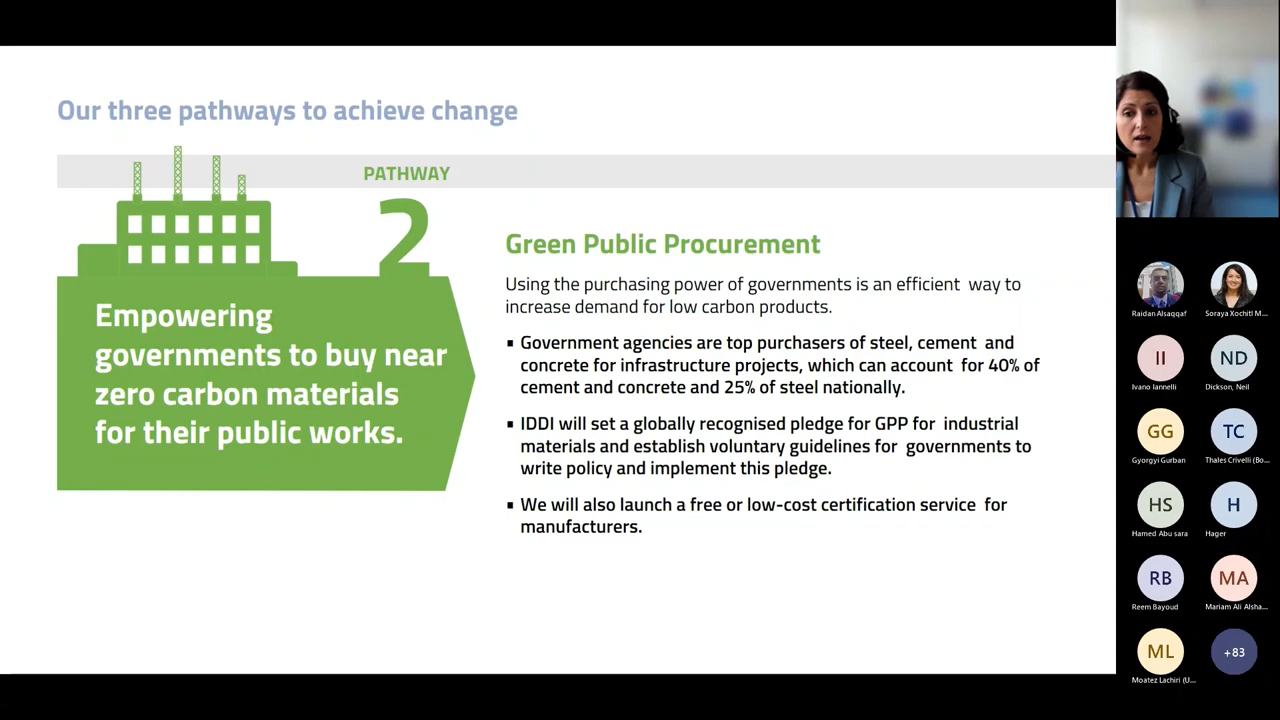 Our three pathways to achieve change
PATHWAY
2
Empowering
governments to buy near
zero carbon materials
for their public works.
Green Public Procurement
Using the purchasing power of governments is an efficient way to
increase demand for low carbon products.
▪ Government agencies are top purchasers of steel, cement and
concrete for infrastructure projects, which can account for 40% of
cement and concrete and 25% of steel nationally.
▪ IDDI will set a globally recognised pledge for GPP for industrial
materials and establish voluntary guidelines for governments to
write policy and implement this pledge.
▪ We will also launch a free or low-cost certification service for
manufacturers.
Raidan Alsaqqaf
Soraya Xochitl M...
II
ND
Ivano Iannelli
Dickson, Neil
GG
TC
Gyorgyi Gurban
Thales Crivelli (Bo...
HS
H
Hamed Abu sara
Hager
RB
MA
Reem Bayoud
Mariam Ali Alsha...
ML
+83
Moatez Lachiri (U...